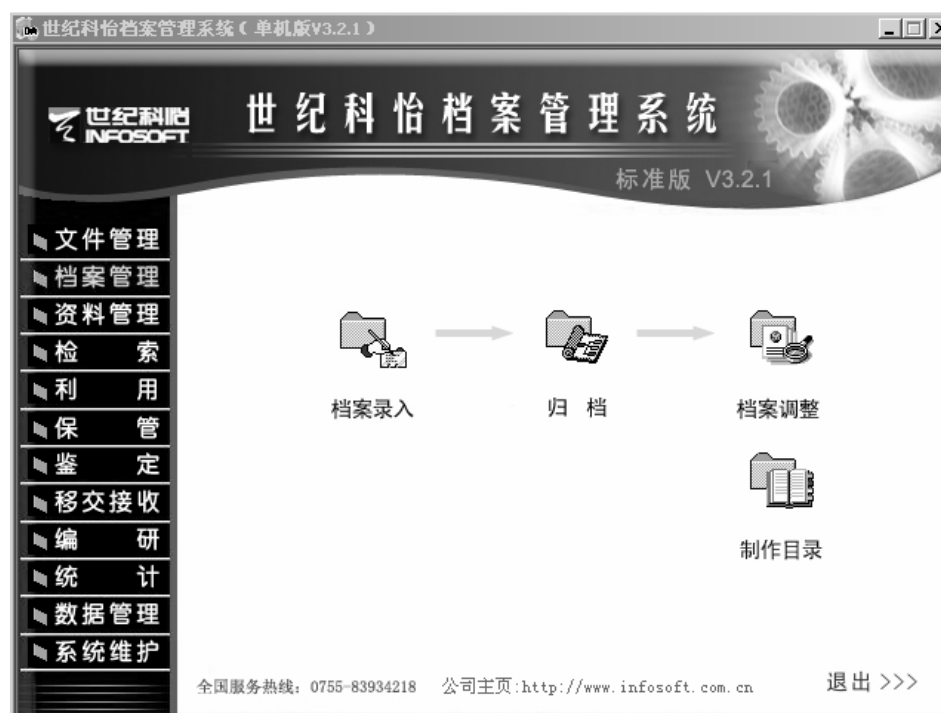 世纪科怡档案管理系统(单机版V3.2.1)
世纪科怡
INFOSOFT
世纪科怡档案管理系统
标准版 V3.2.1
文件管理
档案管理
资料管理
检 索
利 用
保 管
鉴 定
移交接收
编 研
统 计
数据管理
系统维护
档案录入
归 档
档案调整
制作目录
全国服务热线: 0755-83934218 公司主页:http://www.infosoft.com.cn
退出 >>>